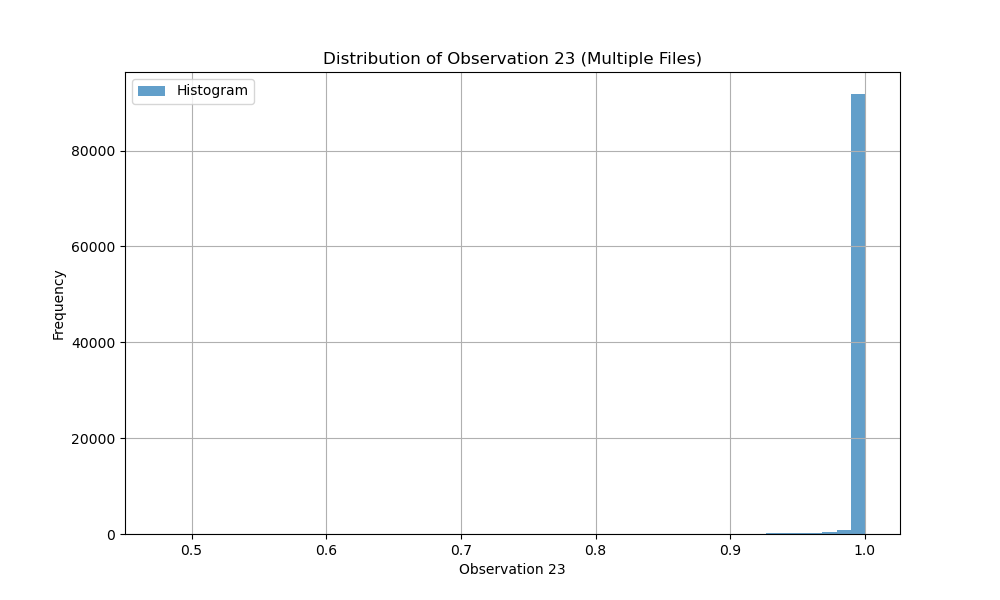 Distribution of Observation 23 (Multiple Files)
Histogram
Frequency
80000
60000
40000
20000
0
0.5 0.6 0.7 0.8 0.9 1.0
Observation 23